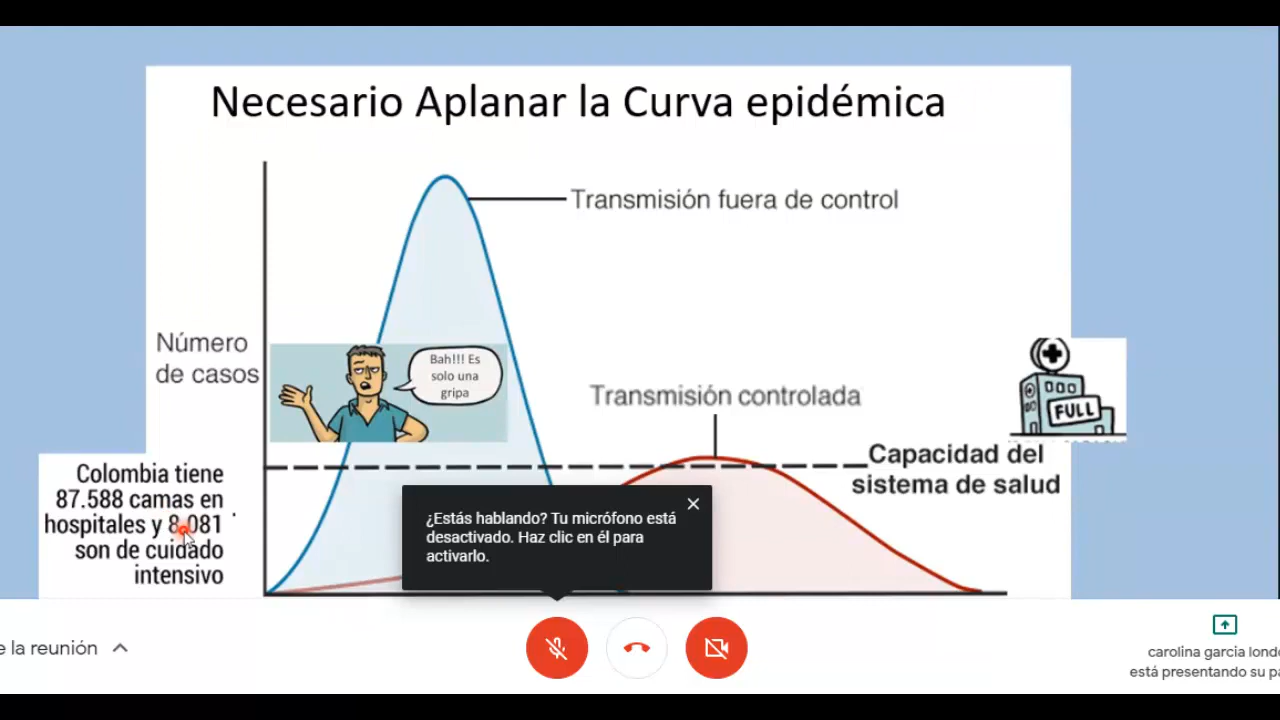 Necesario Aplanar la Curva epidémica
Transmisión fuera de control
Número
de casos
Bah!!! Es
solo una
gripa
Transmisión controlada
FULL
Capacidad del
sistema de salud
Colombia tiene
87.588 camas en
hospitales y 8.081
son de cuidado
intensivo
¿Estás hablando? Tu micrófono está
desactivado. Haz clic en él para
activarlo.
e la reunión
carolina garcia lond
está presentando su pa